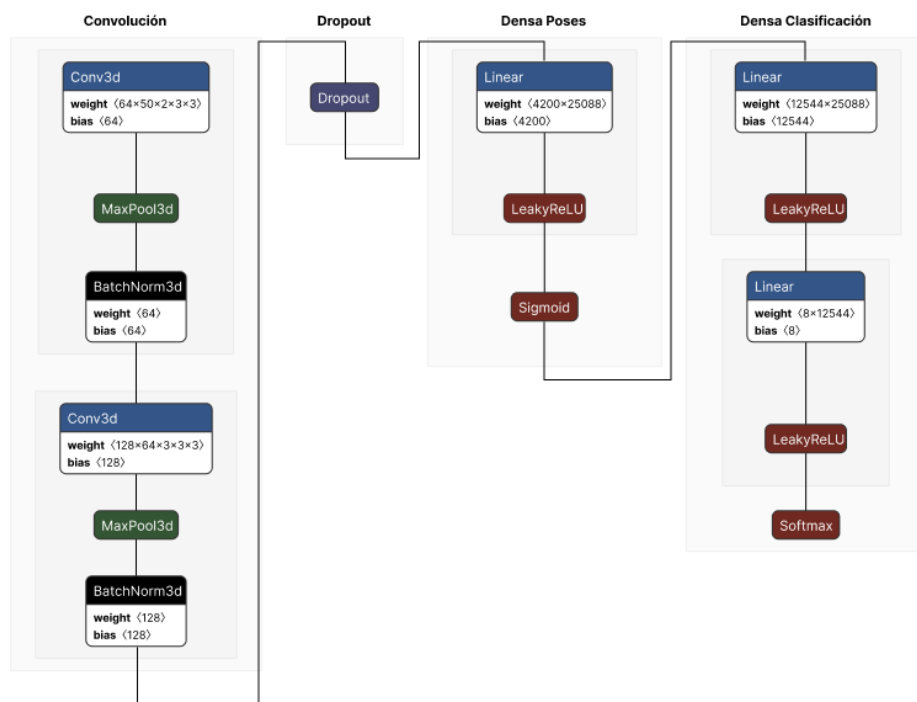 Convolución
Conv3d
weight 〈64×50×2×3×3〉
bias 〈64〉
MaxPool3d
BatchNorm3d
weight 〈64〉
bias 〈64〉
Conv3d
weight 〈128×64×3×3×3〉
bias 〈128〉
MaxPool3d
BatchNorm3d
weight 〈128〉
bias 〈128〉
Dropout
Dropout
Densa Poses
Linear
weight 〈4200×25088〉
bias 〈4200〉
LeakyReLU
Sigmoid
Densa Clasificación
Linear
weight 〈12544×25088〉
bias 〈12544〉
LeakyReLU
Linear
weight 〈8×12544〉
bias 〈8〉
LeakyReLU
Softmax